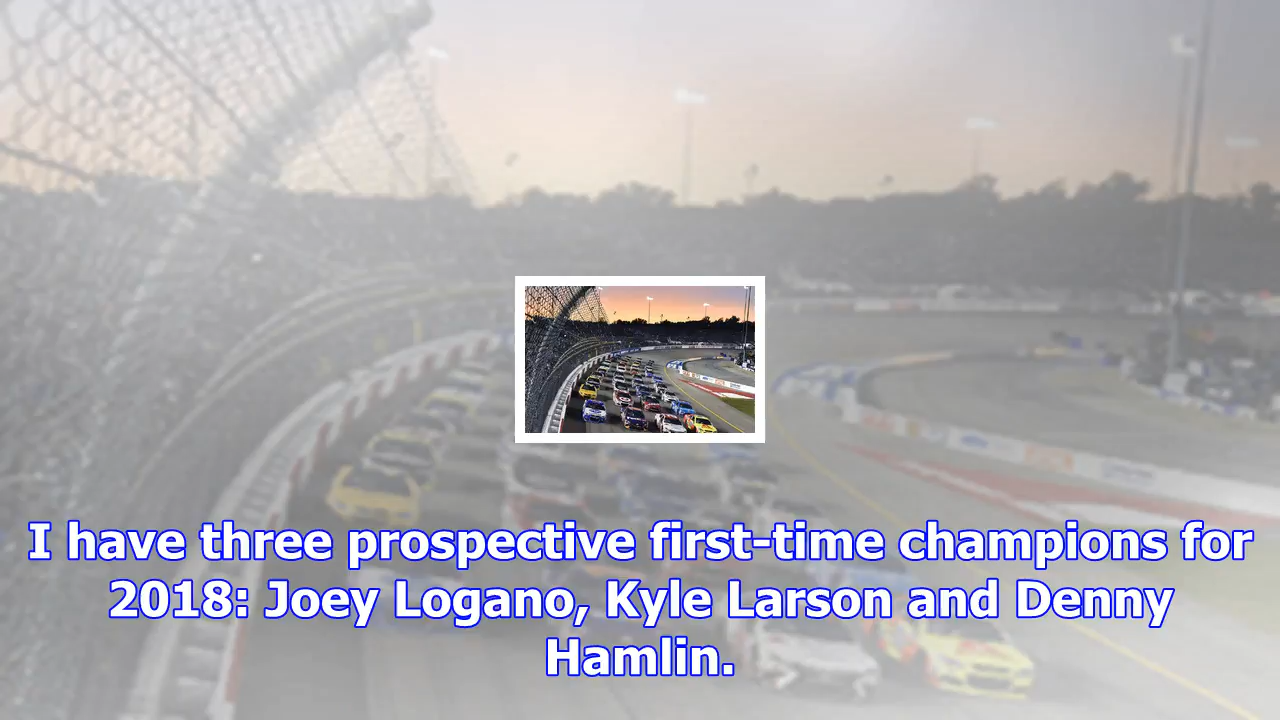 I have three prospective first-time champions for
2018: Joey Logano, Kyle Larson and Denny
Hamlin.